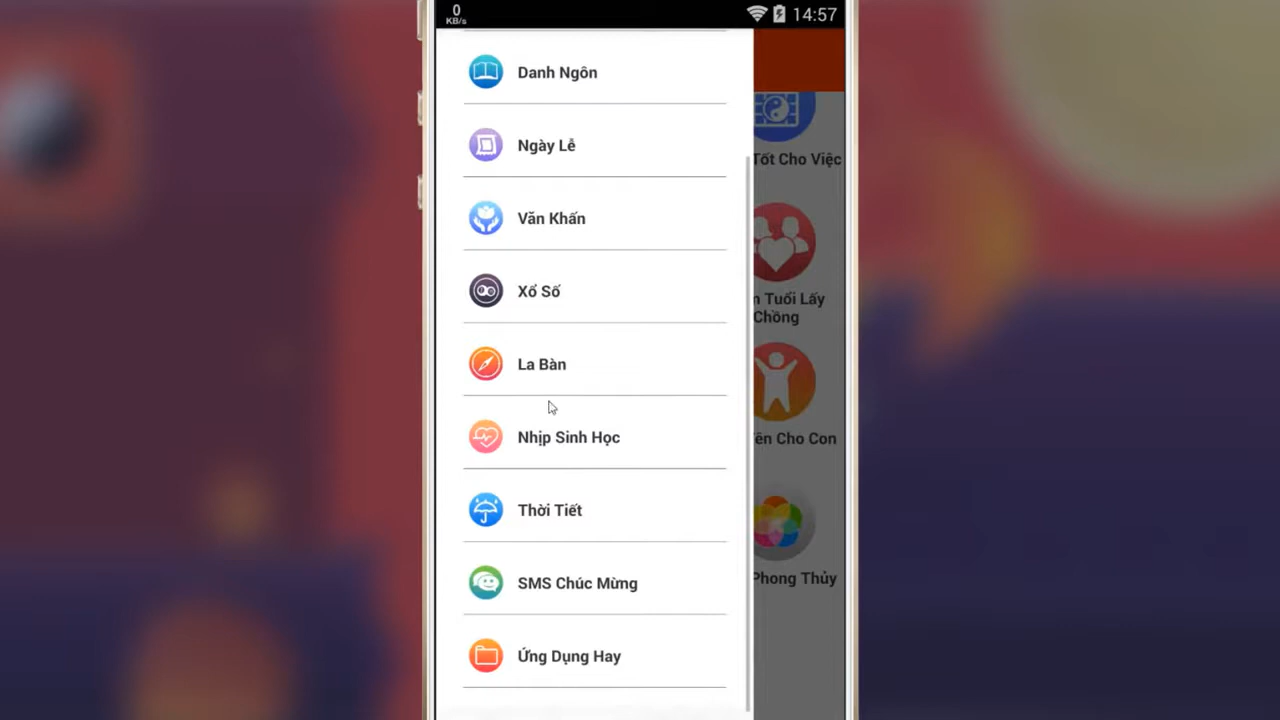 0
KB/s
14:57
Danh Ngôn
Ngày Lễ
Văn Khấn
Xổ Số
La Bàn
Nhịp Sinh Học
Thời Tiết
SMS Chúc Mừng
Ứng Dụng Hay
Tốt Cho Việc
Tuổi Lấy
Chồng
Cho Con
Phong Thủy